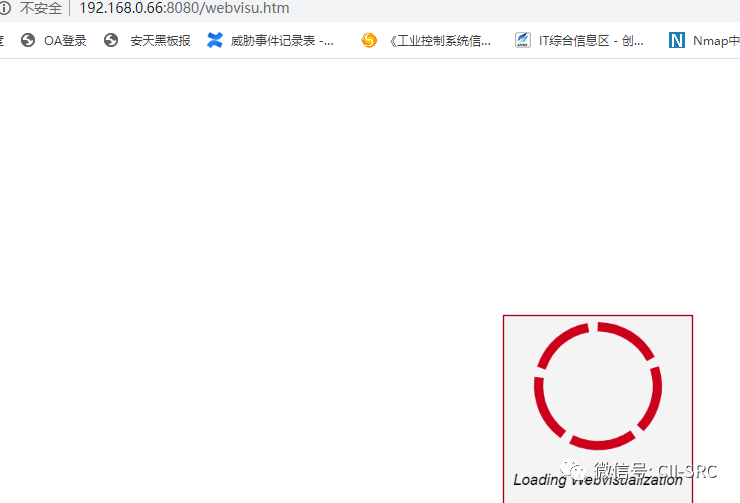 不安全 192.168.0.66:8080/webvisu.htm
OA登录 安天黑板报 威胁事件记录表 -... 《工业控制系统信... IT综合信息区 - 创... Nmap中
Loading Webvisualization
微信号: CII-SRC